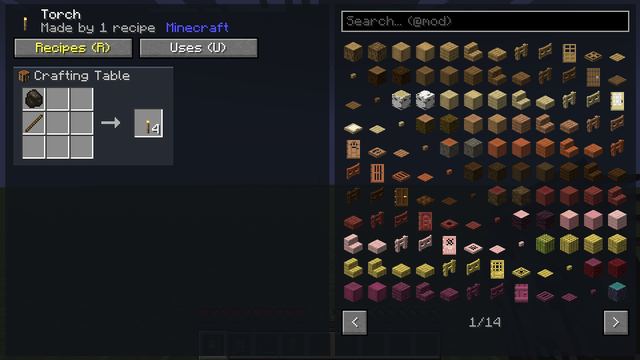 Torch
Made by 1 recipe Minecraft
Recipes (R) Uses (U)
Crafting Table
4
Search... (@mod)
< 1/14 >